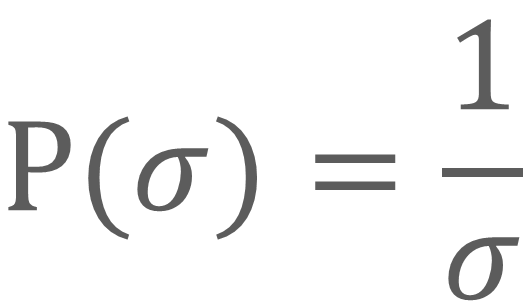 P(σ) = 1/σ